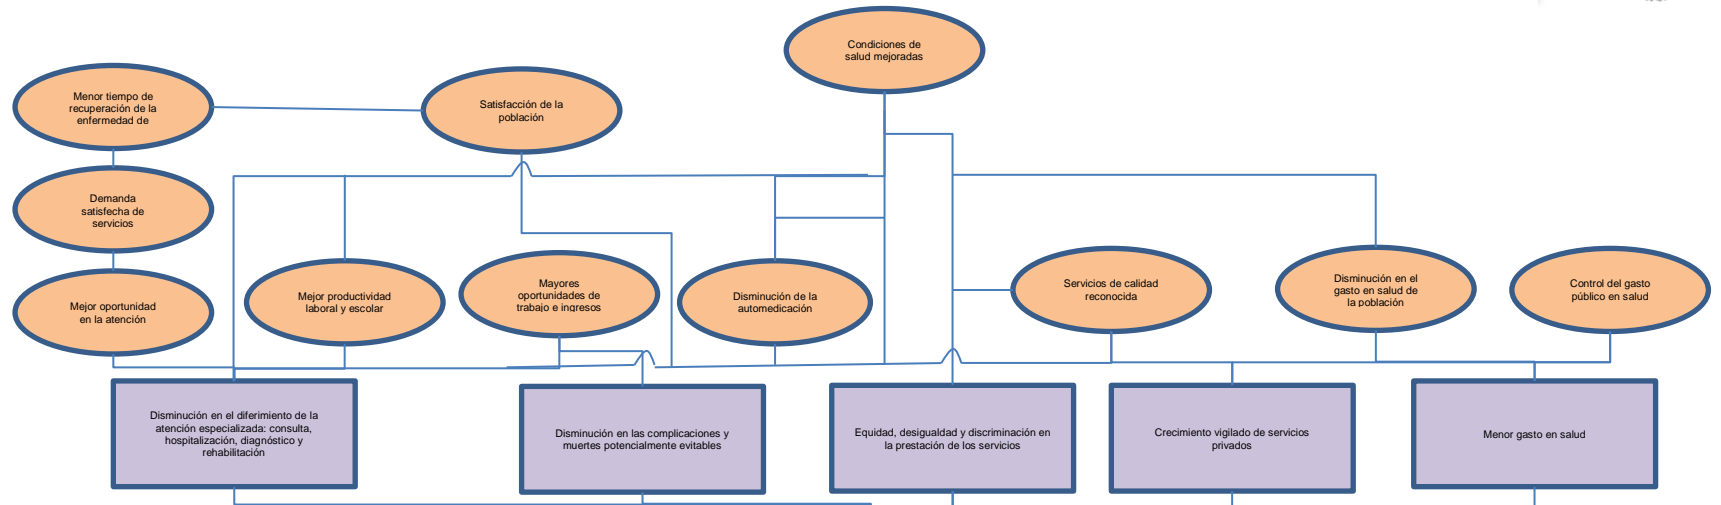 Condiciones de
salud mejoradas
Menor tiempo de
recuperación de la
enfermedad de
Satisfacción de la
población
Demanda
satisfecha de
servicios
Mejor oportunidad
en la atención
Mejor productividad
laboral y escolar
Mayores
oportunidades de
trabajo e ingresos
Disminución de la
automedicación
Servicios de calidad
reconocida
Disminución en el
gasto en salud de
la población
Control del gasto
público en salud
Disminución en el diferimiento de la
atención especializada: consulta,
hospitalización, diagnóstico y
rehabilitación
Disminución en las complicaciones y
muertes potencialmente evitables
Equidad, desigualdad y discriminación en
la prestación de los servicios
Crecimiento vigilado de servicios
privados
Menor gasto en salud